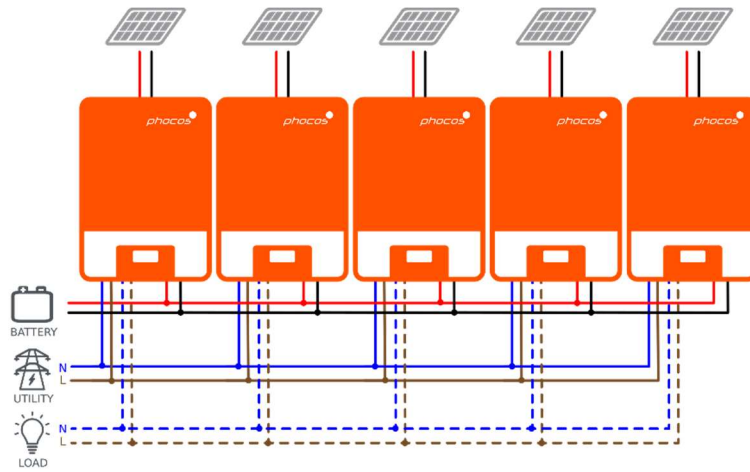 phocos phocos phocos phocos phocos
BATTERY
N
L
UTILITY
N
L
LOAD